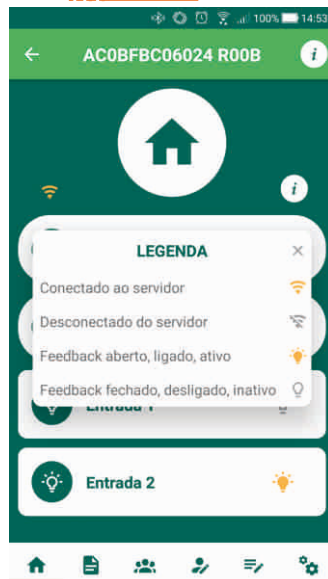 100% 14:53
AC0BFBC06024 R00B
i
i
LEGENDA
Conectado ao servidor
Desconectado do servidor
Feedback aberto, ligado, ativo
Feedback fechado, desligado, inativo
Entrada 1
Entrada 2